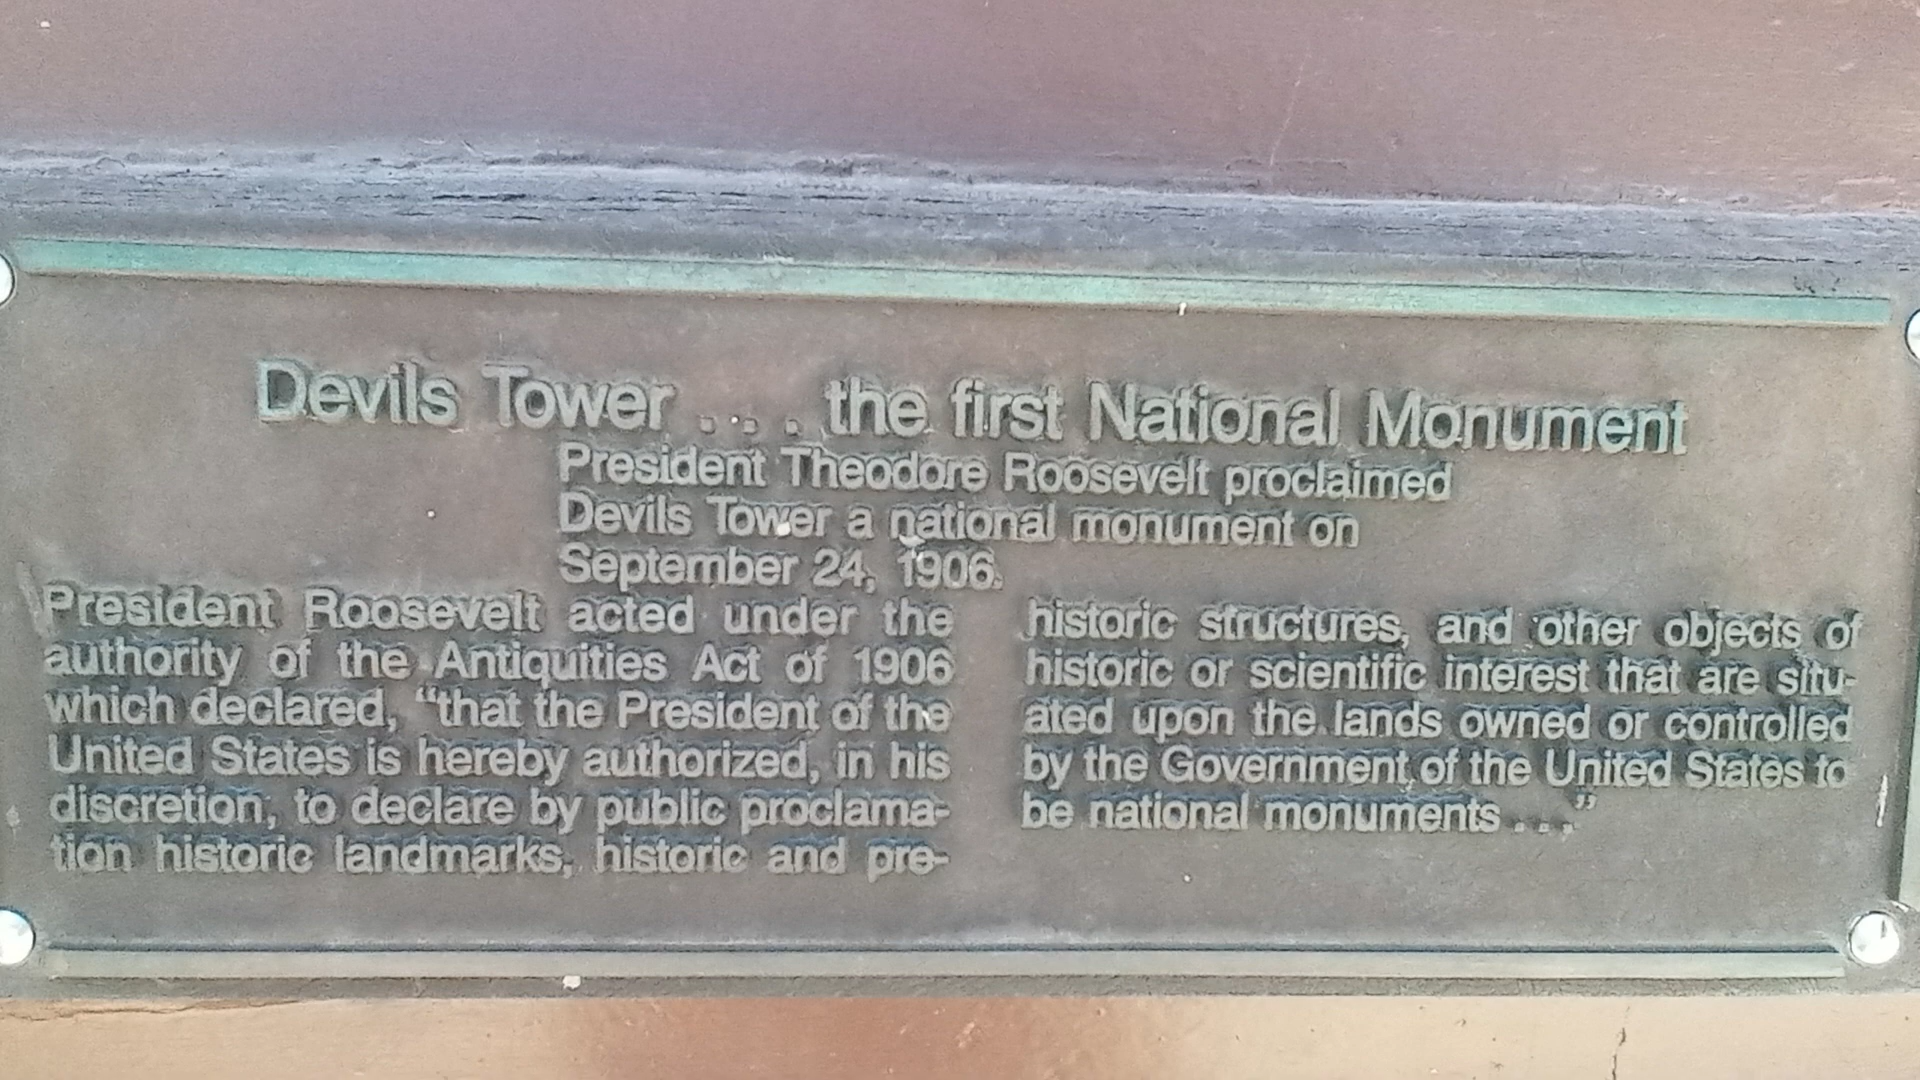 Devils Tower . . . the first National Monument
President Theodore Roosevelt proclaimed
Devils Tower a national monument on
September 24, 1906.
President Roosevelt acted under the
authority of the Antiquities Act of 1906
which declared, “that the President of the
United States is hereby authorized, in his
discretion, to declare by public proclama-
tion historic landmarks, historic and pre-
historic structures, and other objects of
historic or scientific interest that are situ-
ated upon the lands owned or controlled
by the Government of the United States to
be national monuments . . .”